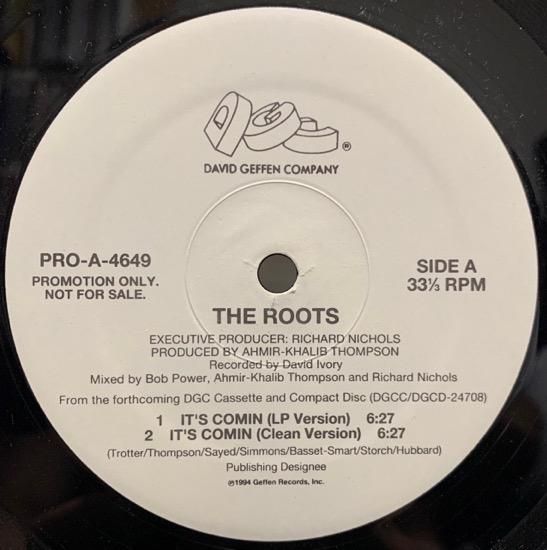 DGC®
DAVID GEFFEN COMPANY
PRO-A-4649
PROMOTION ONLY.
NOT FOR SALE.
SIDE A
33⅓ RPM
THE ROOTS
EXECUTIVE PRODUCER: RICHARD NICHOLS
PRODUCED BY AHMIR-KHALIB THOMPSON
Recorded by David Ivory
Mixed by Bob Power, Ahmir-Khalib Thompson and Richard Nichols
From the forthcoming DGC Cassette and Compact Disc (DGCC/DGCD-24708)
1 IT'S COMIN (LP Version) 6:27
2 IT'S COMIN (Clean Version) 6:27
(Trotter/Thompson/Sayed/Simmons/Basset-Smart/Storch/Hubbard)
Publishing Designee
℗1994 Geffen Records, Inc.